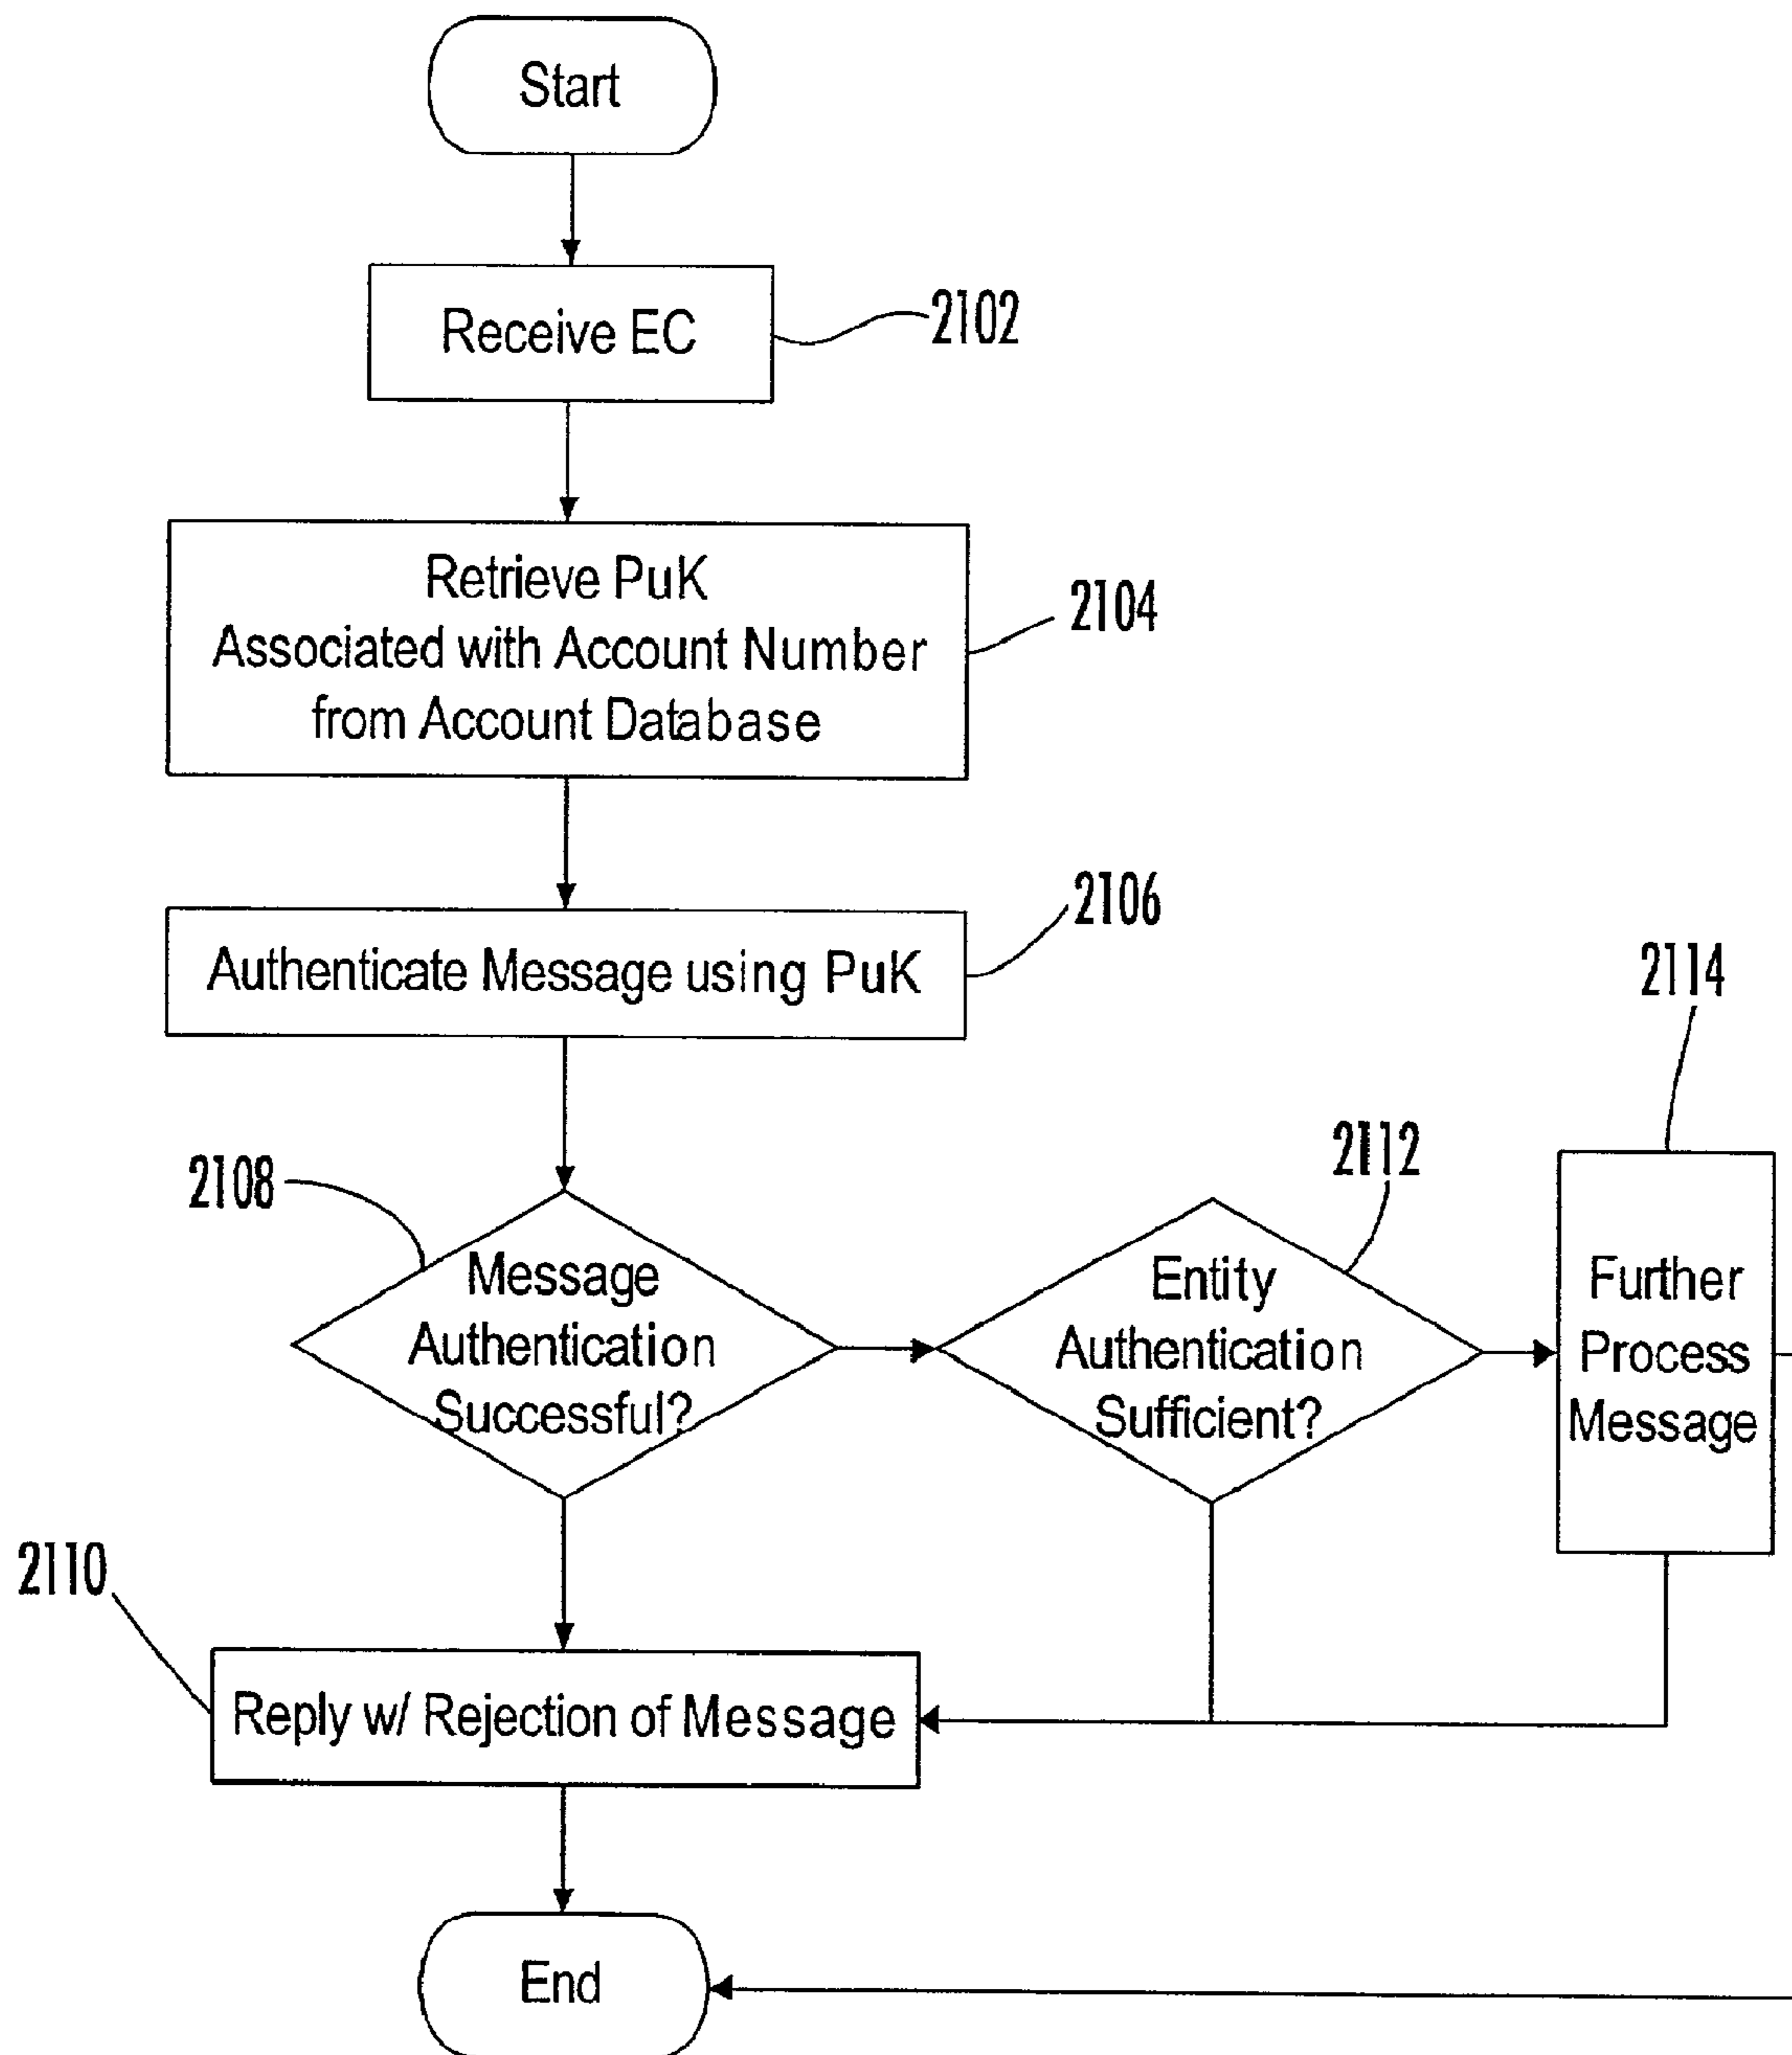 Start
Receive EC
2102
Retrieve PuK
Associated with Account Number
from Account Database
2104
2106
Authenticate Message using PuK
2114
2108
2112
Message
Authentication
Successful?
Entity
Authentication
Sufficient?
Further
Process
Message
2110
Reply w/ Rejection of Message
End